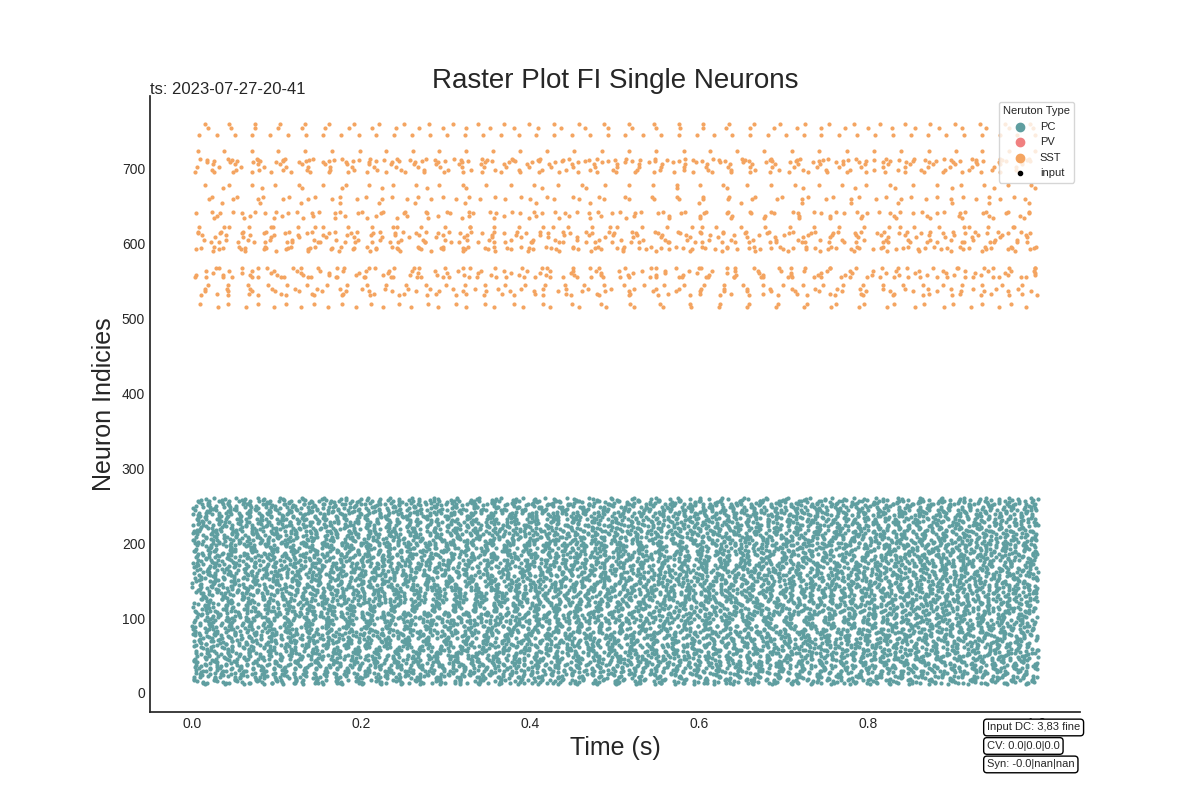 Raster Plot FI Single Neurons
ts: 2023-07-27-20-41
Neruton Type
PC
PV
SST
input
Neuron Indicies
700
600
500
400
300
200
100
0
0.0
0.2
0.4
0.6
0.8
Time (s)
Input DC: 3,83 fine
CV: 0.0|0.0|0.0
Syn: -0.0|nan|nan